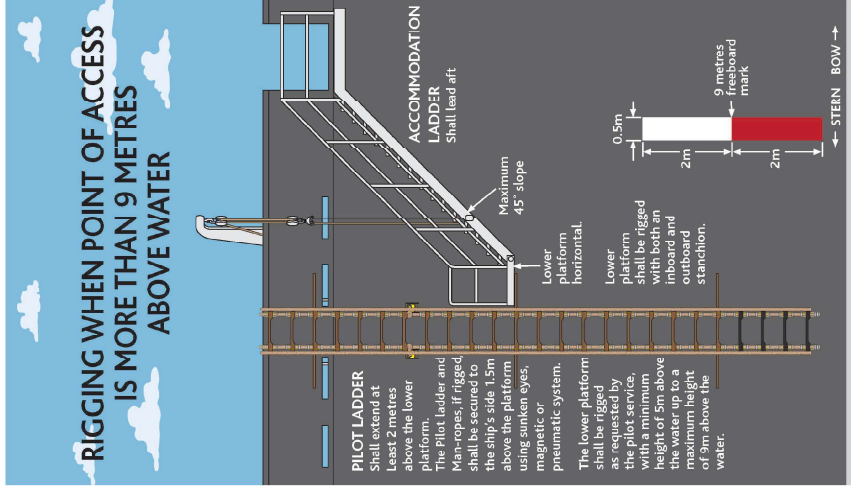 RIGGING WHEN POINT OF ACCESS
IS MORE THAN 9 METRES
ABOVE WATER
PILOT LADDER
Shall extend at
Least 2 metres
above the lower
platform.
The Pilot ladder and
Man-ropes, if rigged,
shall be secured to
the ship's side 1.5m
above the platform
using sunken eyes,
magnetic or
pneumatic system.
The lower platform
shall be rigged
as requested by
the pilot service,
with a minimum
height of 5m above
the water up to a
maximum height
of 9m above the
water.
ACCOMMODATION
LADDER
Shall lead aft
Maximum
45° slope
Lower
platform
horizontal.
Lower
platform
shall be rigged
with both an
inboard and
outboard
stanchion.
0.5m
2m
2m
9 metres
freeboard
mark
STERN BOW